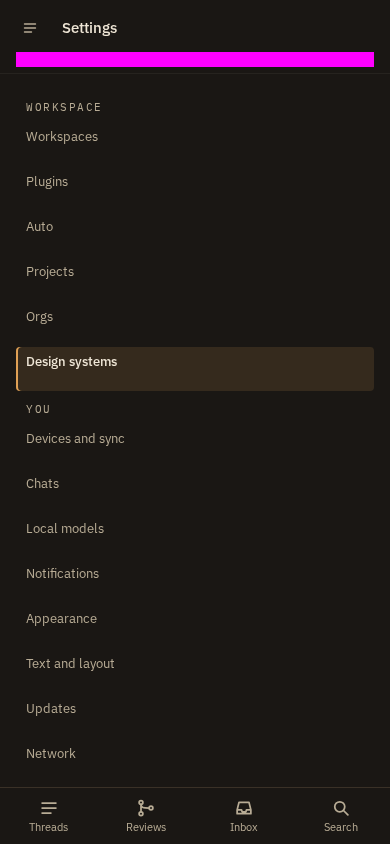 Settings
WORKSPACE
Workspaces
Plugins
Auto
Projects
Orgs
Design systems
YOU
Devices and sync
Chats
Local models
Notifications
Appearance
Text and layout
Updates
Network
Threads
Reviews
Inbox
Search